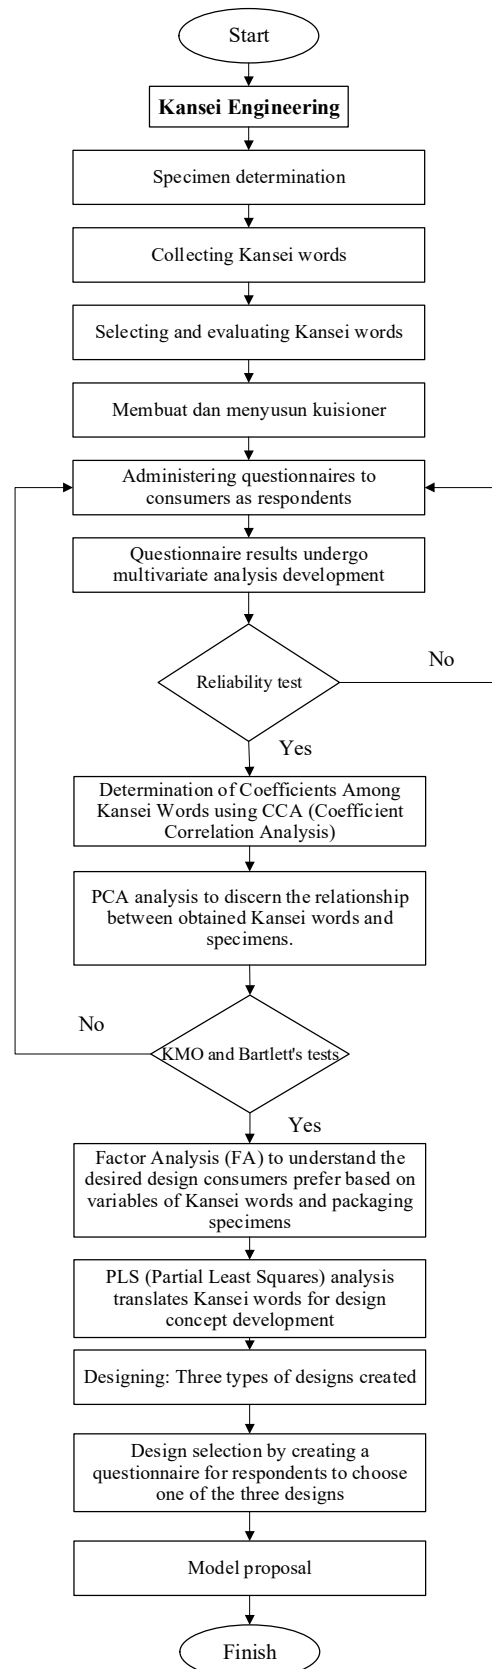 Start
Kansei Engineering
Specimen determination
Collecting Kansei words
Selecting and evaluating Kansei words
Membuat dan menyusun kuisioner
Administering questionnaires to
consumers as respondents
Questionnaire results undergo
multivariate analysis development
Reliability test
No
Yes
Determination of Coefficients Among
Kansei Words using CCA (Coefficient
Correlation Analysis)
PCA analysis to discern the relationship
between obtained Kansei words and
specimens.
No
KMO and Bartlett's tests
Yes
Factor Analysis (FA) to understand the
desired design consumers prefer based on
variables of Kansei words and packaging
specimens
PLS (Partial Least Squares) analysis
translates Kansei words for design
concept development
Designing: Three types of designs created
Design selection by creating a
questionnaire for respondents to choose
one of the three designs
Model proposal
Finish